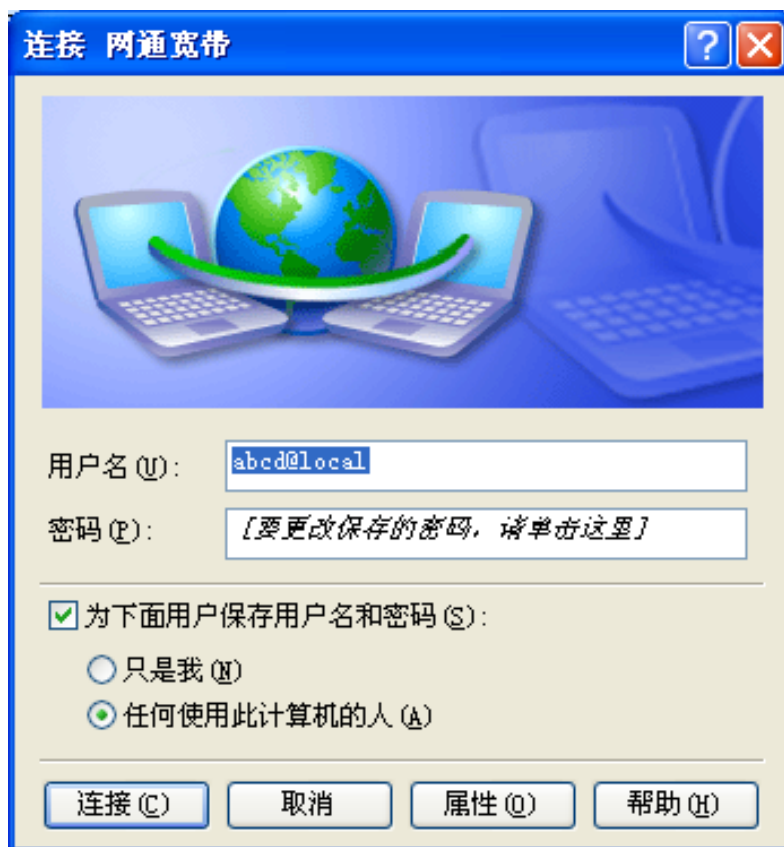 连接 网通宽带
用户名(U): abcd@local
密码(P): [要更改保存的密码，请单击这里]
为下面用户保存用户名和密码(S):
只是我(N)
任何使用此计算机的人(A)
连接(C) 取消 属性(O) 帮助(H)